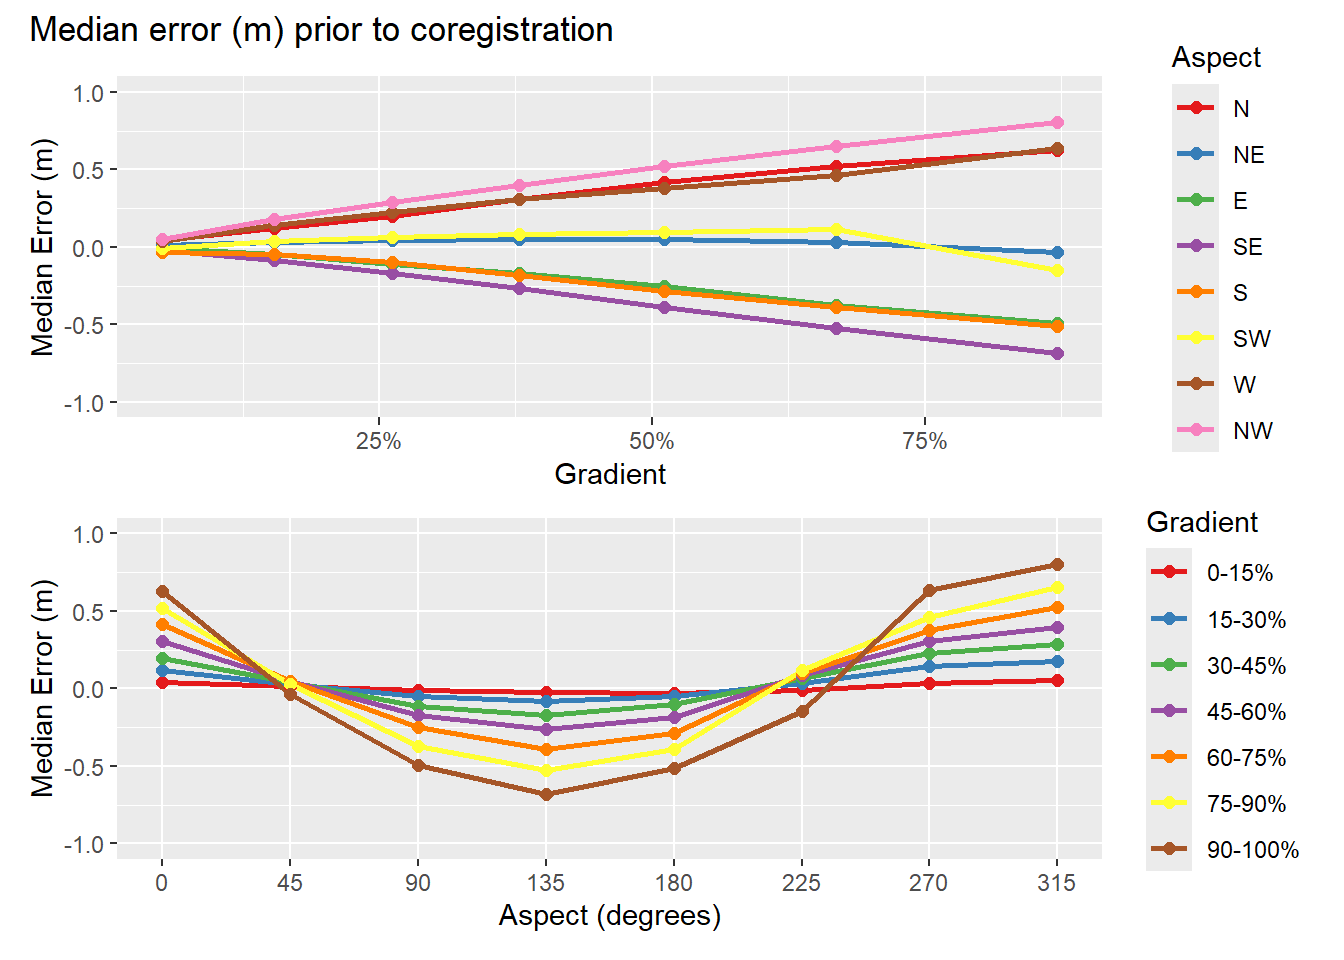 Median error (m) prior to coregistration
Median Error (m)
1.0
0.5
0.0
-0.5
-1.0
25%
50%
75%
Gradient
Aspect
N
NE
E
SE
S
SW
W
NW
Median Error (m)
1.0
0.5
0.0
-0.5
-1.0
0
45
90
135
180
225
270
315
Aspect (degrees)
Gradient
0-15%
15-30%
30-45%
45-60%
60-75%
75-90%
90-100%